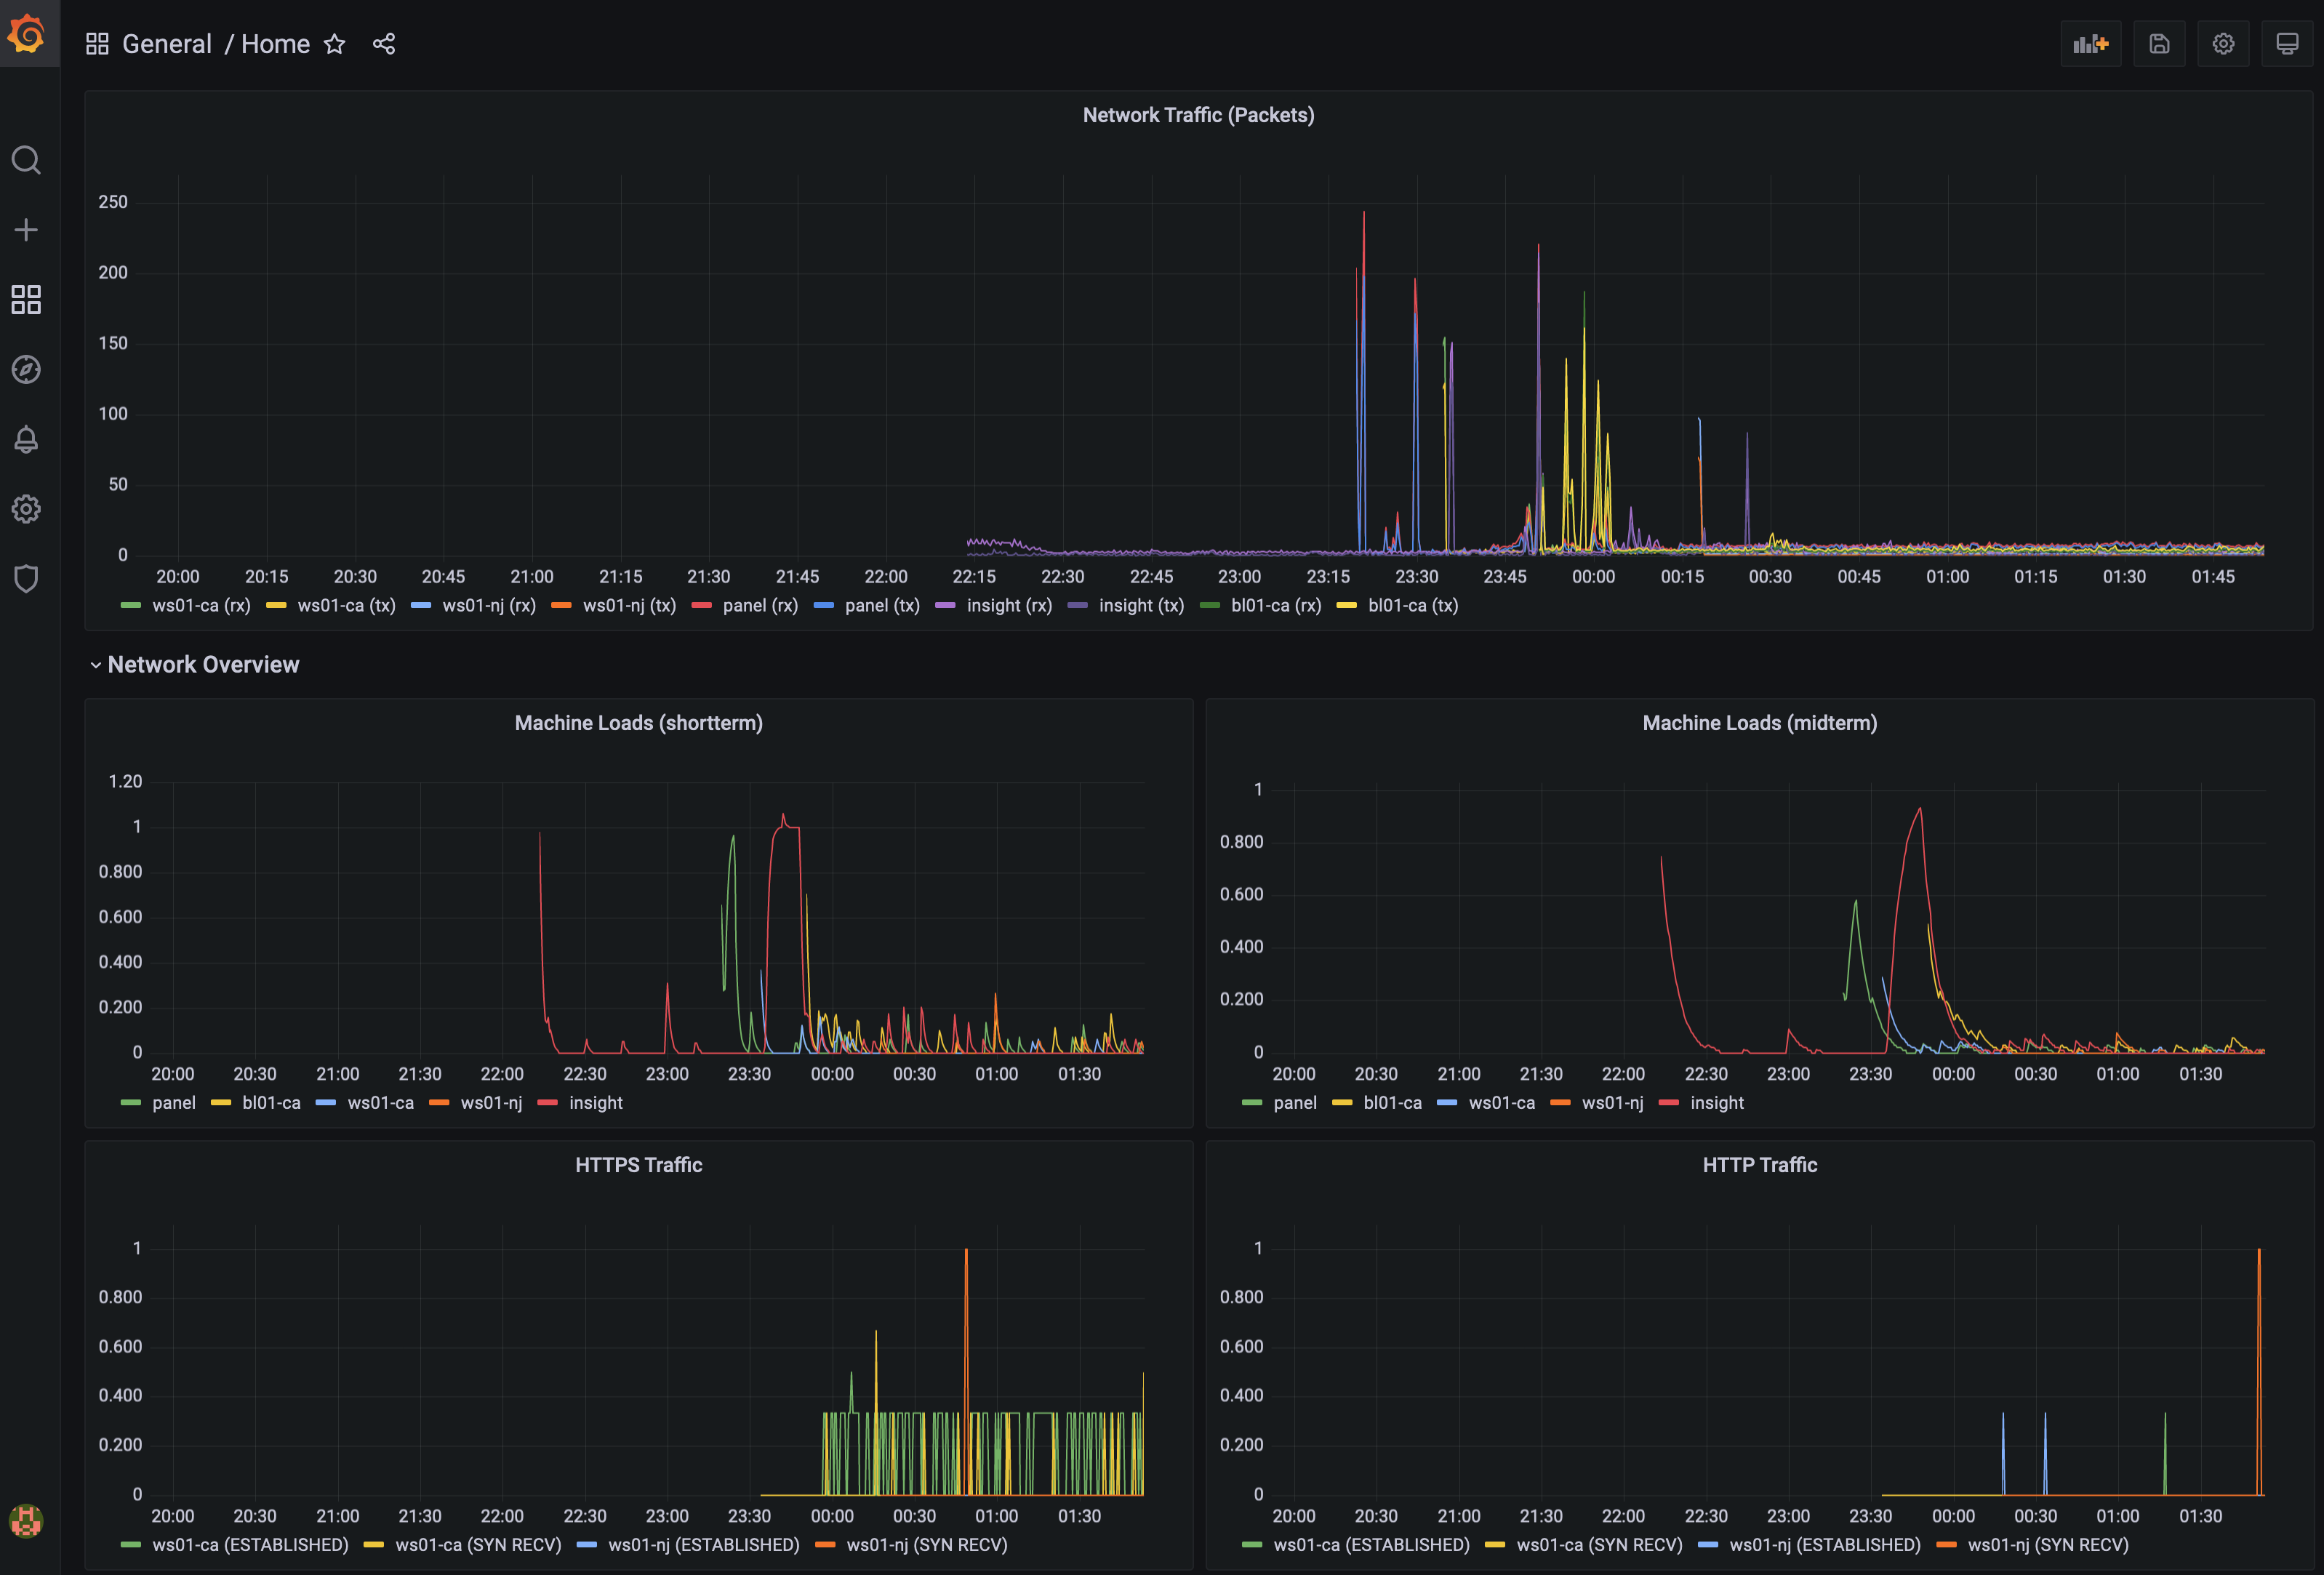 General / Home
Network Traffic (Packets)
250
200
150
100
50
0
20:00 20:15 20:30 20:45 21:00 21:15 21:30 21:45 22:00 22:15 22:30 22:45 23:00 23:15 23:30 23:45 00:00 00:15 00:30 00:45 01:00 01:15 01:30 01:45
ws01-ca (rx) ws01-ca (tx) ws01-nj (rx) ws01-nj (tx) panel (rx) panel (tx) insight (rx) insight (tx) bl01-ca (rx) bl01-ca (tx)
Network Overview
Machine Loads (shortterm)
1.20
1
0.800
0.600
0.400
0.200
0
20:00 20:30 21:00 21:30 22:00 22:30 23:00 23:30 00:00 00:30 01:00 01:30
panel bl01-ca ws01-ca ws01-nj insight
Machine Loads (midterm)
1
0.800
0.600
0.400
0.200
0
20:00 20:30 21:00 21:30 22:00 22:30 23:00 23:30 00:00 00:30 01:00 01:30
panel bl01-ca ws01-ca ws01-nj insight
HTTPS Traffic
1
0.800
0.600
0.400
0.200
0
20:00 20:30 21:00 21:30 22:00 22:30 23:00 23:30 00:00 00:30 01:00 01:30
ws01-ca (ESTABLISHED) ws01-ca (SYN RECV) ws01-nj (ESTABLISHED) ws01-nj (SYN RECV)
HTTP Traffic
1
0.800
0.600
0.400
0.200
0
20:00 20:30 21:00 21:30 22:00 22:30 23:00 23:30 00:00 00:30 01:00 01:30
ws01-ca (ESTABLISHED) ws01-ca (SYN RECV) ws01-nj (ESTABLISHED) ws01-nj (SYN RECV)